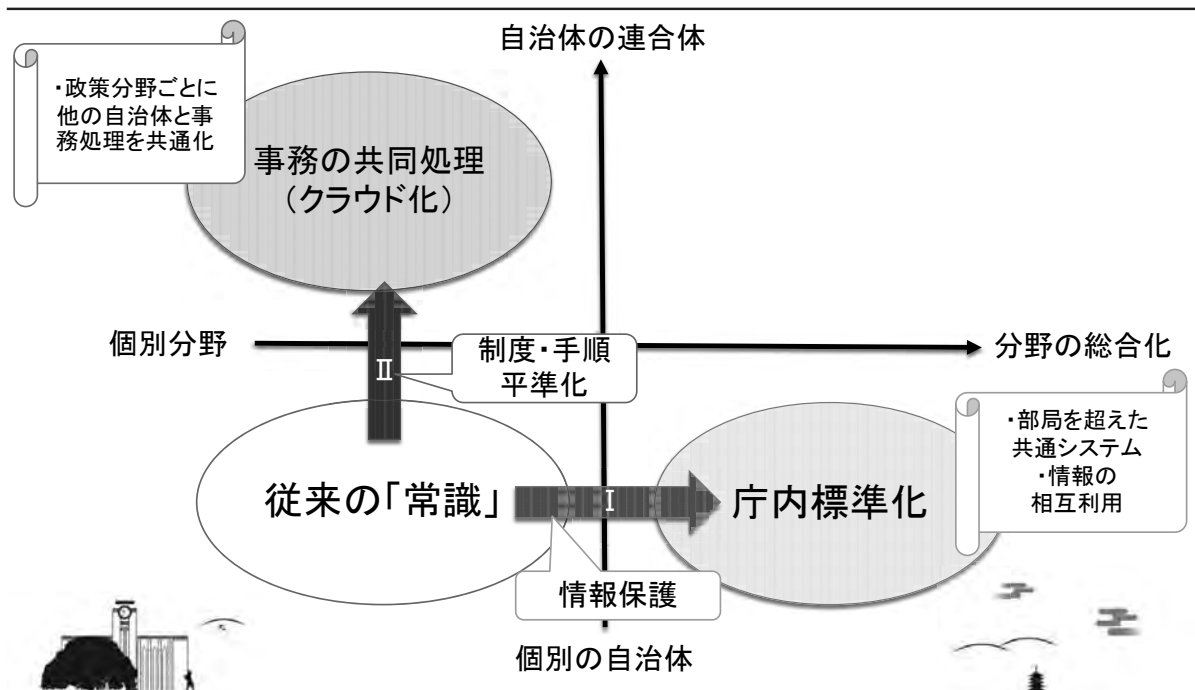 自治体の連合体
・政策分野ごとに
他の自治体と事
務処理を共通化
事務の共同処理
（クラウド化）
個別分野
分野の総合化
Ⅱ
制度・手順
平準化
・部局を超えた
共通システム
・情報の
相互利用
従来の「常識」
Ⅰ
庁内標準化
情報保護
個別の自治体